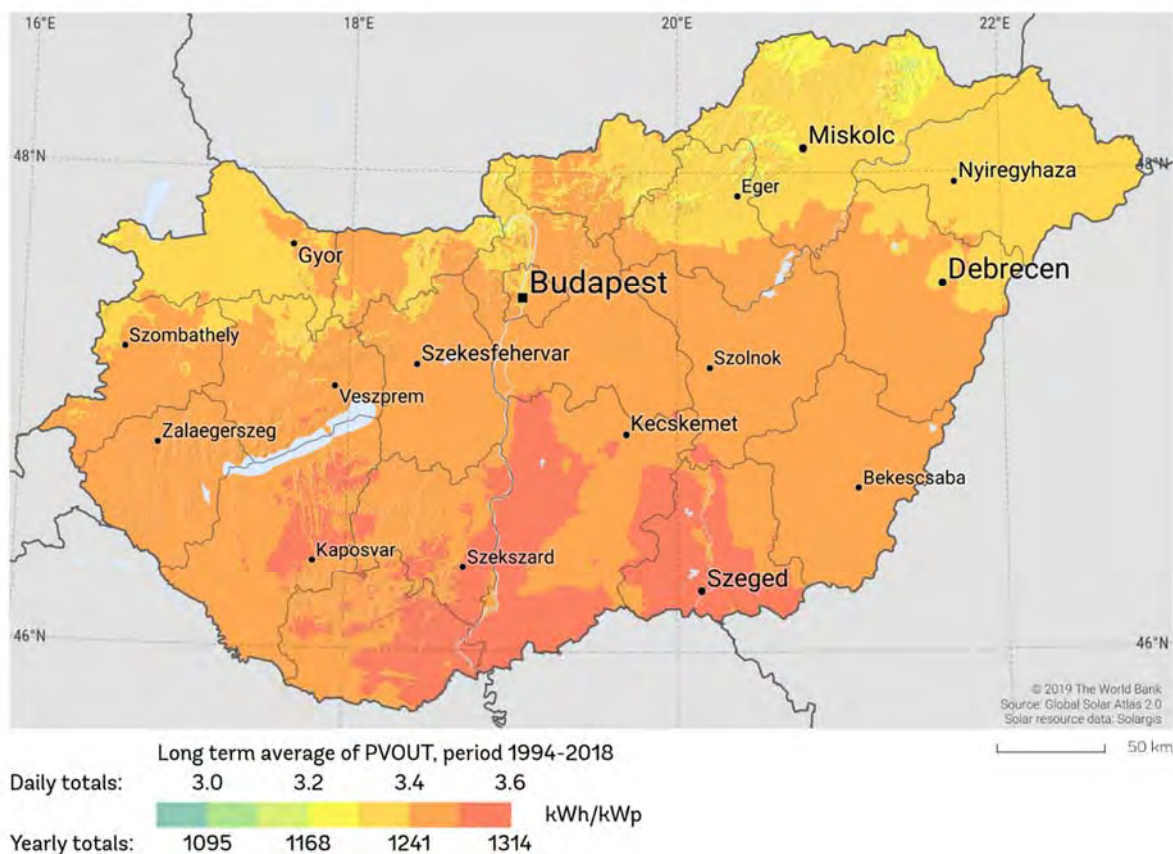 16°E 18°E 20°E 22°E
Miskolc
48°N 48°N
Nyiregyhaza
Eger
Gyor
Debrecen
Budapest
Szombathely
Szekesfehervar
Szolnok
Veszprem
Zalaegerszeg
Kecskemet
Bekescsaba
Kaposvar
Szekszard
Szeged
46°N 46°N
© 2019 The World Bank
Source: Global Solar Atlas 2.0
Solar resource data: Solargis
50 km
Long term average of PVOUT, period 1994-2018
Daily totals: 3.0 3.2 3.4 3.6
kWh/kWp
Yearly totals: 1095 1168 1241 1314